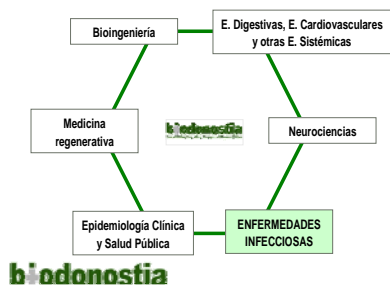 Bioingeniería
E. Digestivas, E. Cardiovasculares
y otras E. Sistémicas
Medicina
regenerativa
biodonostia
Neurociencias
Epidemiología Clínica
y Salud Pública
ENFERMEDADES
INFECCIOSAS
biodonostia